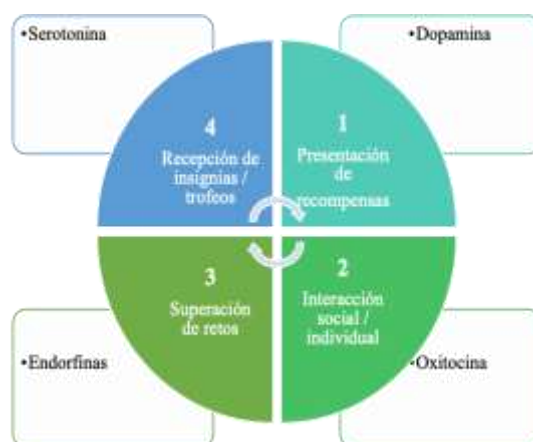 •Serotonina
•Dopamina
4
Recepción de
insignias /
trofeos
1
Presentación
de
recompensas
3
Superación
de retos
2
Interacción
social /
individual
•Endorfinas
•Oxitocina